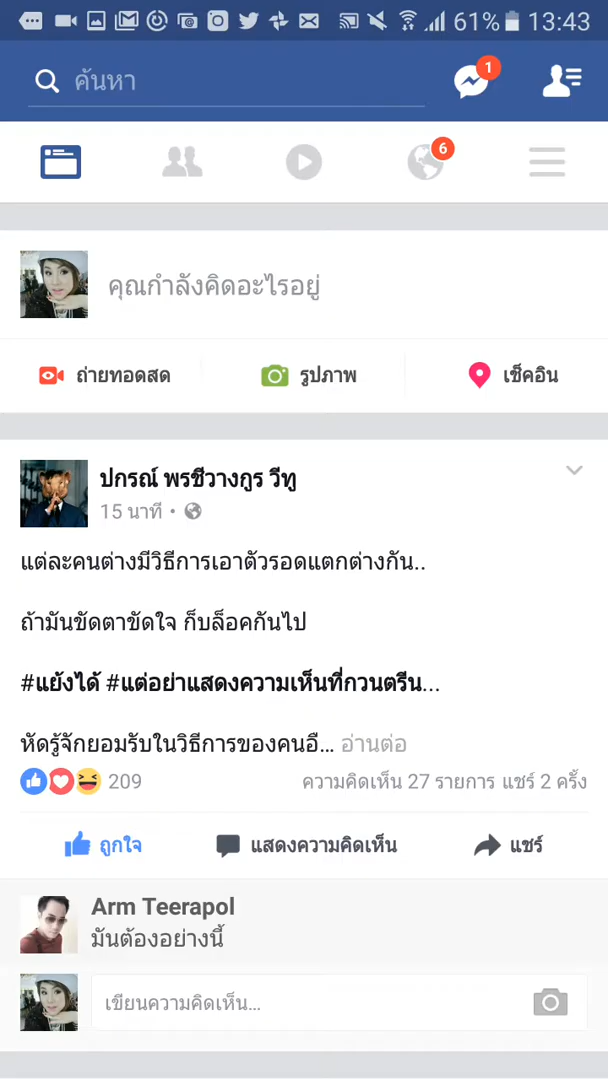 61% 13:43
ค้นหา
1
6
คุณกำลังคิดอะไรอยู่
ถ่ายทอดสด รูปภาพ เช็คอิน
ปกรณ์ พรชีวางกูร วีทู
15 นาที •
แต่ละคนต่างมีวิธีการเอาตัวรอดแตกต่างกัน..
ถ้ามันขัดตาขัดใจ ก็บล็อคกันไป
#แย้งได้ #แต่อย่าแสดงความเห็นที่กวนตรีน...
หัดรู้จักยอมรับในวิธีการของคนอื... อ่านต่อ
209 ความคิดเห็น 27 รายการ แชร์ 2 ครั้ง
ถูกใจ แสดงความคิดเห็น แชร์
Arm Teerapol
มันต้องอย่างนี้
เขียนความคิดเห็น...